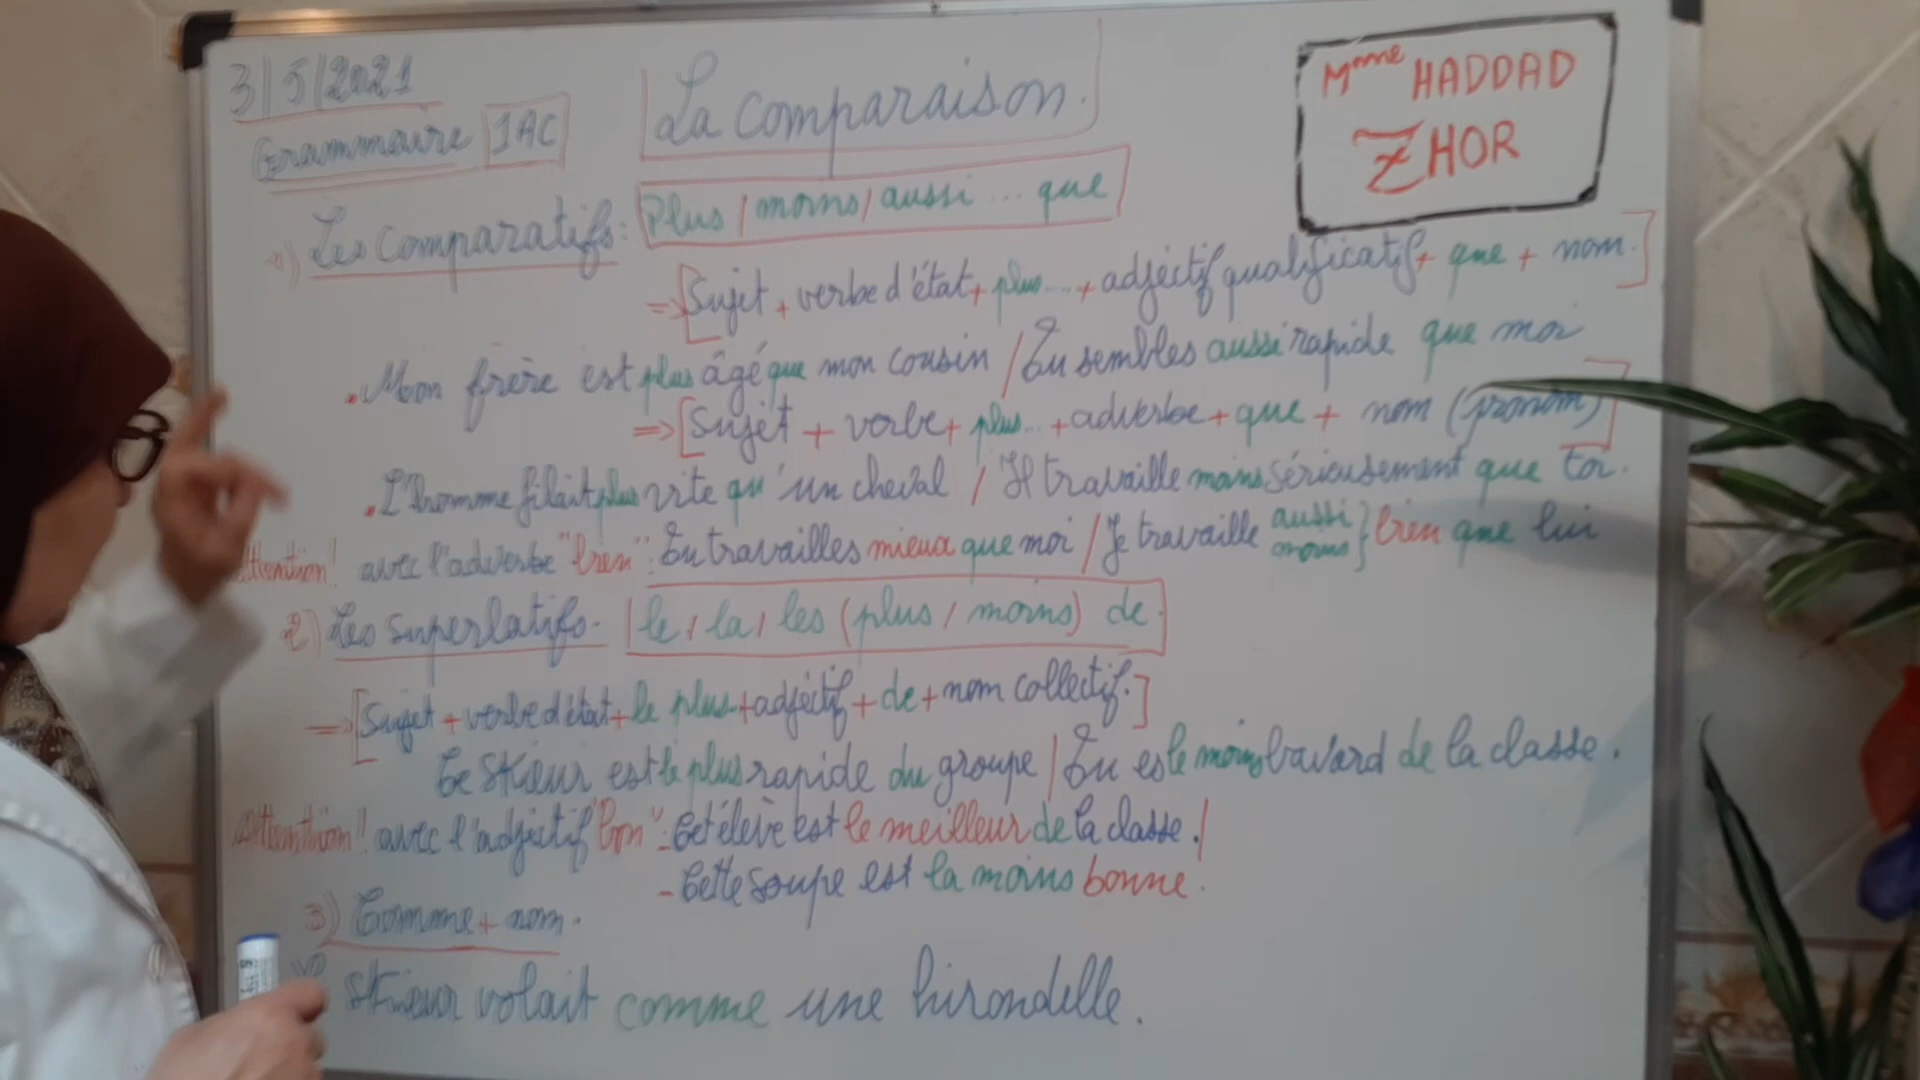 3/5/2021
Grammaire 1AC
La comparaison.
Mme HADDAD
ZHOR
1) Les Comparatifs: Plus / moins / aussi ... que
=> [Sujet + verbe d'état + plus... + adjectif qualificatif + que + nom.]
. Mon frère est plus âgé que mon cousin / Tu sembles aussi rapide que moi
=> [Sujet + verbe + plus... + adverbe + que + nom (pronom)]
. L'homme filait plus vite qu'un cheval / Il travaille moins sérieusement que toi.
Attention! avec l'adverbe "bien": Tu travailles mieux que moi / Je travaille aussi moins } bien que lui
2) Les Superlatifs. le / la / les (plus / moins) de.
=> [Sujet + verbe d'état + le plus + adjectif + de + nom collectif.]
Ce Skieur est le plus rapide du groupe / Tu es le moins bavard de la classe.
Attention! avec l'adjectif "bon": Cet élève est le meilleur de la classe. /
- Cette soupe est la moins bonne.
3) Comme + nom.
skieur volait comme une hirondelle.